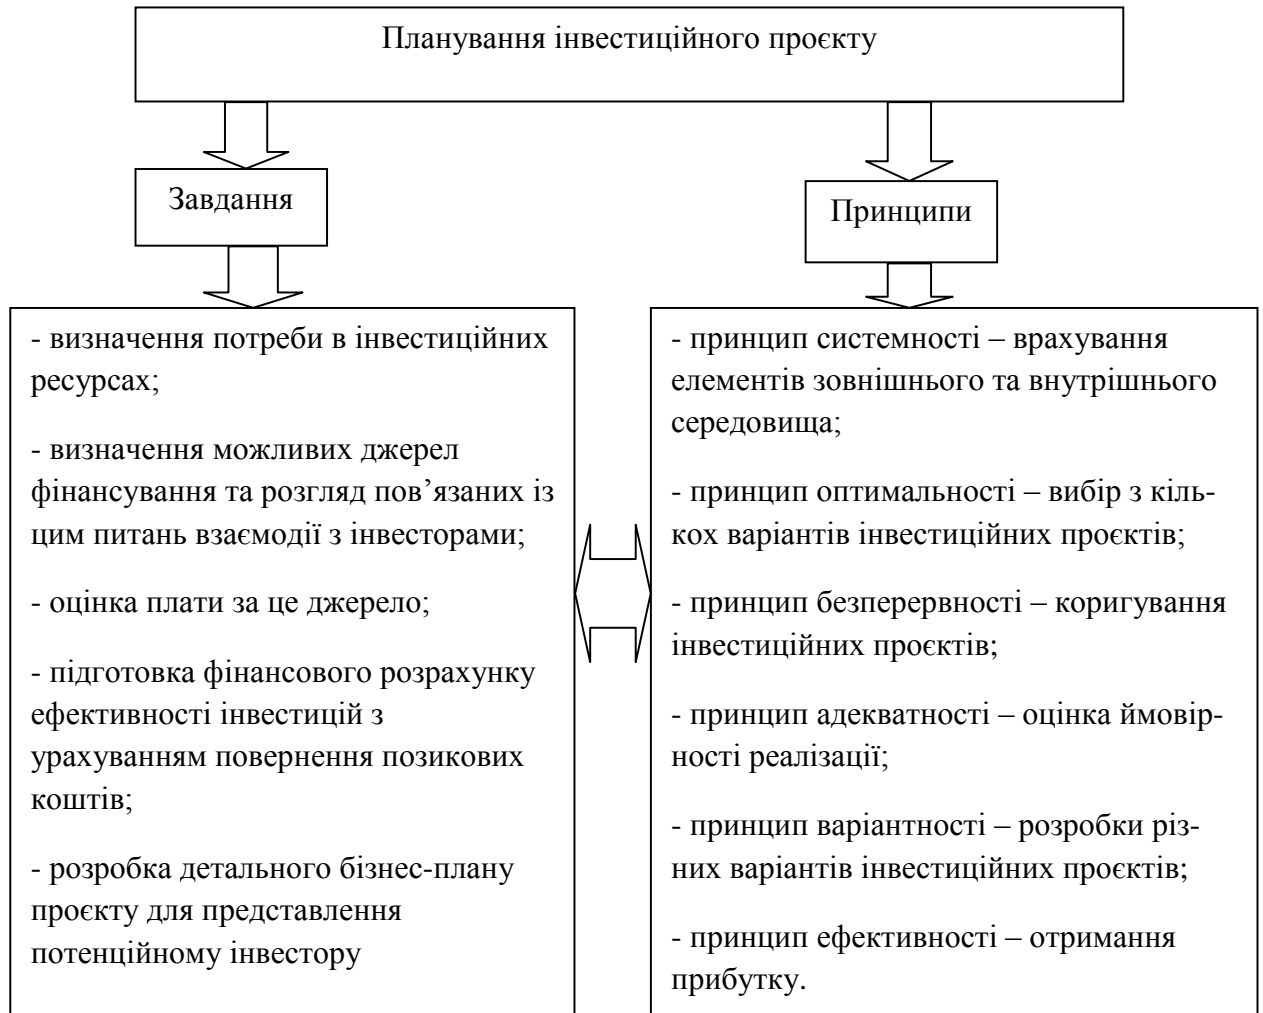 Планування інвестиційного проєкту
Завдання
Принципи
- визначення потреби в інвестиційних
ресурсах;
- визначення можливих джерел
фінансування та розгляд пов’язаних із
цим питань взаємодії з інвесторами;
- оцінка плати за це джерело;
- підготовка фінансового розрахунку
ефективності інвестицій з
урахуванням повернення позикових
коштів;
- розробка детального бізнес-плану
проєкту для представлення
потенційному інвестору
- принцип системності – врахування
елементів зовнішнього та внутрішнього
середовища;
- принцип оптимальності – вибір з кіль-
кох варіантів інвестиційних проєктів;
- принцип безперервності – коригування
інвестиційних проєктів;
- принцип адекватності – оцінка ймовір-
ності реалізації;
- принцип варіантності – розробки різ-
них варіантів інвестиційних проєктів;
- принцип ефективності – отримання
прибутку.